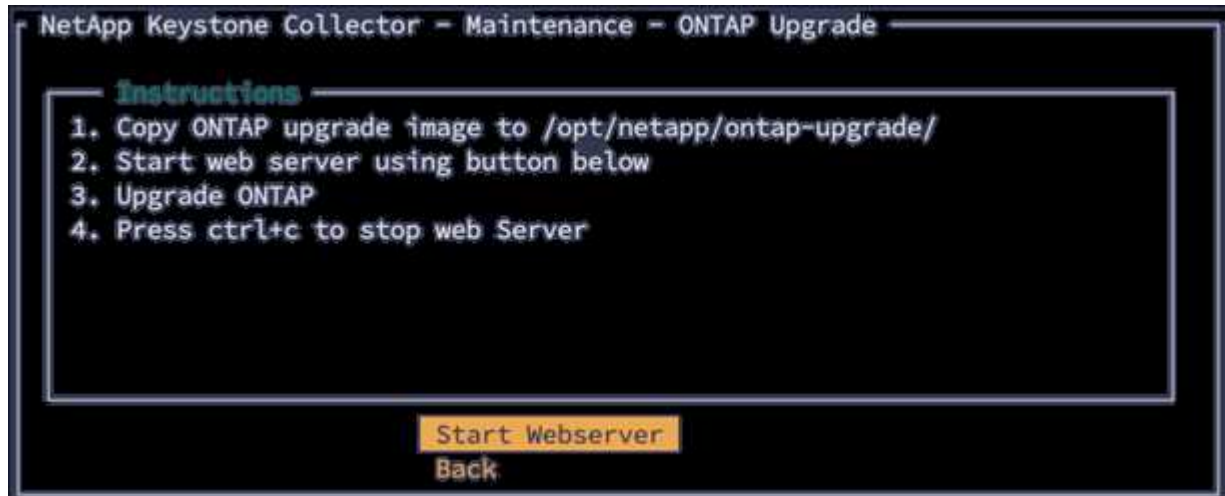 NetApp Keystone Collector - Maintenance - ONTAP Upgrade
Instructions
1. Copy ONTAP upgrade image to /opt/netapp/ontap-upgrade/
2. Start web server using button below
3. Upgrade ONTAP
4. Press ctrl+c to stop web Server
Start Webserver
Back